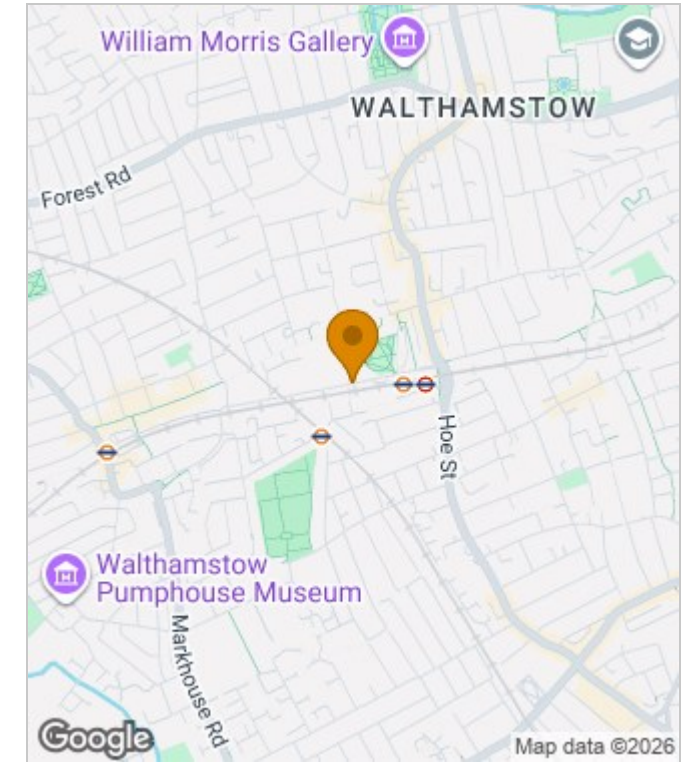 William Morris Gallery
WALTHAMSTOW
Forest Rd
Hoe St
Walthamstow
Pumphouse Museum
Markhouse Rd
Google
Map data ©2026